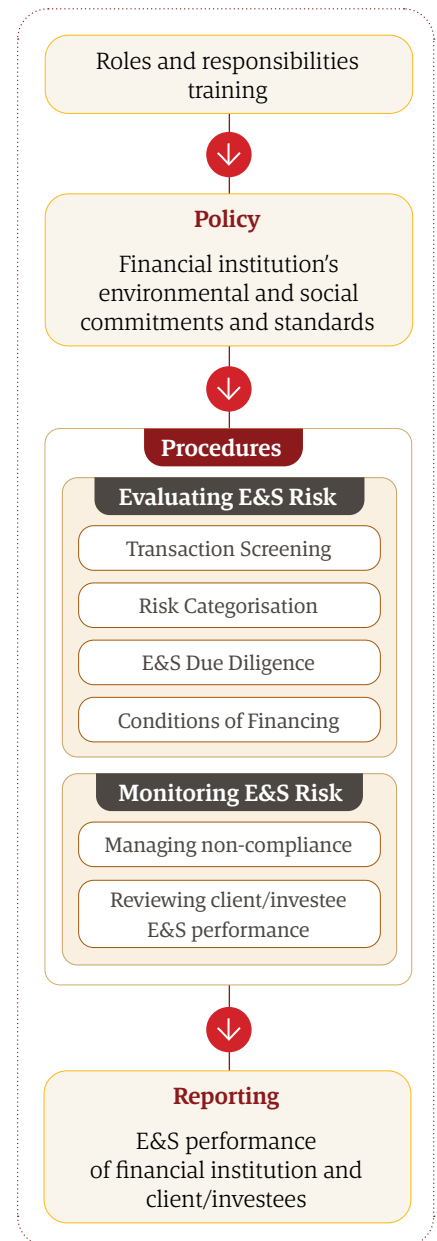 Roles and responsibilities
training
Policy
Financial institution’s
environmental and social
commitments and standards
Procedures
Evaluating E&S Risk
Transaction Screening
Risk Categorisation
E&S Due Diligence
Conditions of Financing
Monitoring E&S Risk
Managing non-compliance
Reviewing client/investee
E&S performance
Reporting
E&S performance
of financial institution and
client/investees